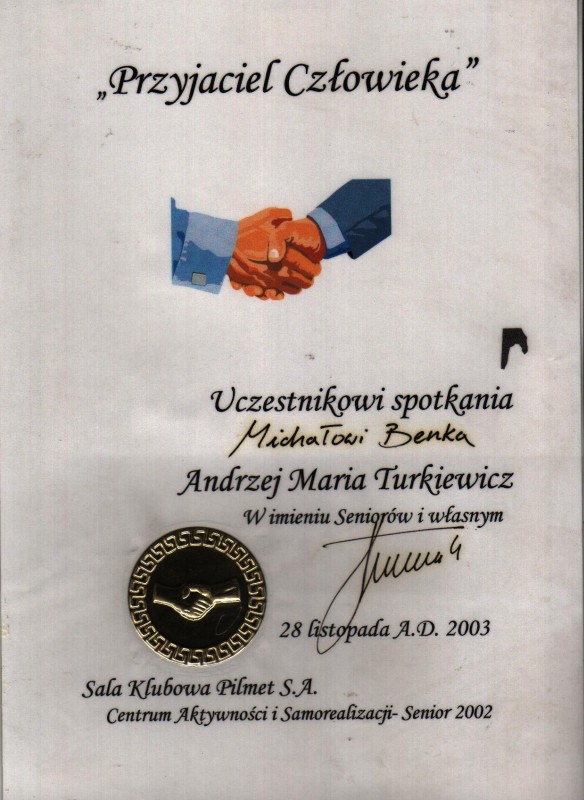 „Przyjaciel Człowieka”
Uczestnikowi spotkania
Michałowi Benka
Andrzej Maria Turkiewicz
W imieniu Seniorów i własnym
28 listopada A.D. 2003
Sala Klubowa Pilmet S.A.
Centrum Aktywności i Samorealizacji- Senior 2002